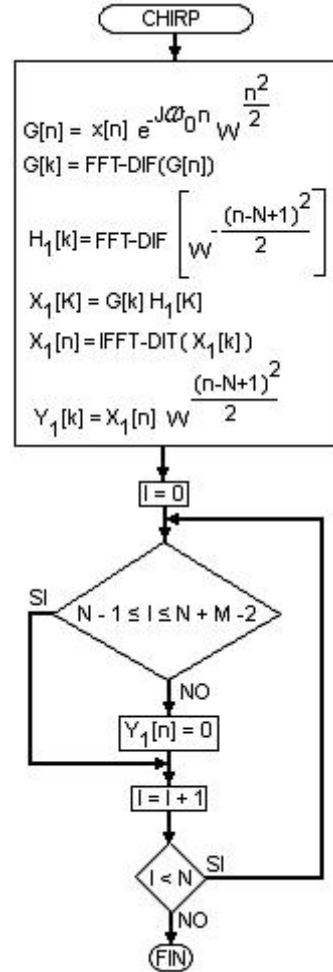 CHIRP
G[n] = x[n] e^-Jω₀n W^n²/2
G[k] = FFT-DIF(G[n])
H₁[k]=FFT-DIF [W^-(n-N+1)²/2]
X₁[K] = G[k] H₁[K]
X₁[n] = IFFT-DIT( X₁[k] )
Y₁[k] = X₁[n] W^(n-N+1)²/2
I = 0
SI
N - 1 ≤ I ≤ N + M -2
NO
Y₁[n] = 0
I = I + 1
I < N
SI
NO
FIN